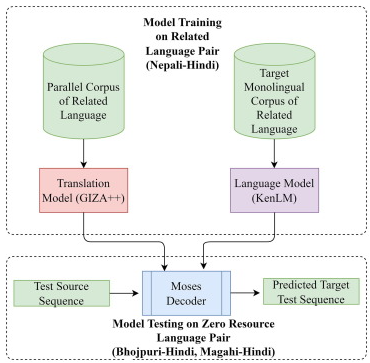 Model Training
on Related
Language Pair
(Nepali-Hindi)
Parallel Corpus
of Related
Language
Target
Monolingual
Corpus of
Related
Language
Translation
Model (GIZA++)
Language Model
(KenLM)
Test Source
Sequence
Moses
Decoder
Predicted Target
Test Sequence
Model Testing on Zero Resource
Language Pair
(Bhojpuri-Hindi, Magahi-Hindi)